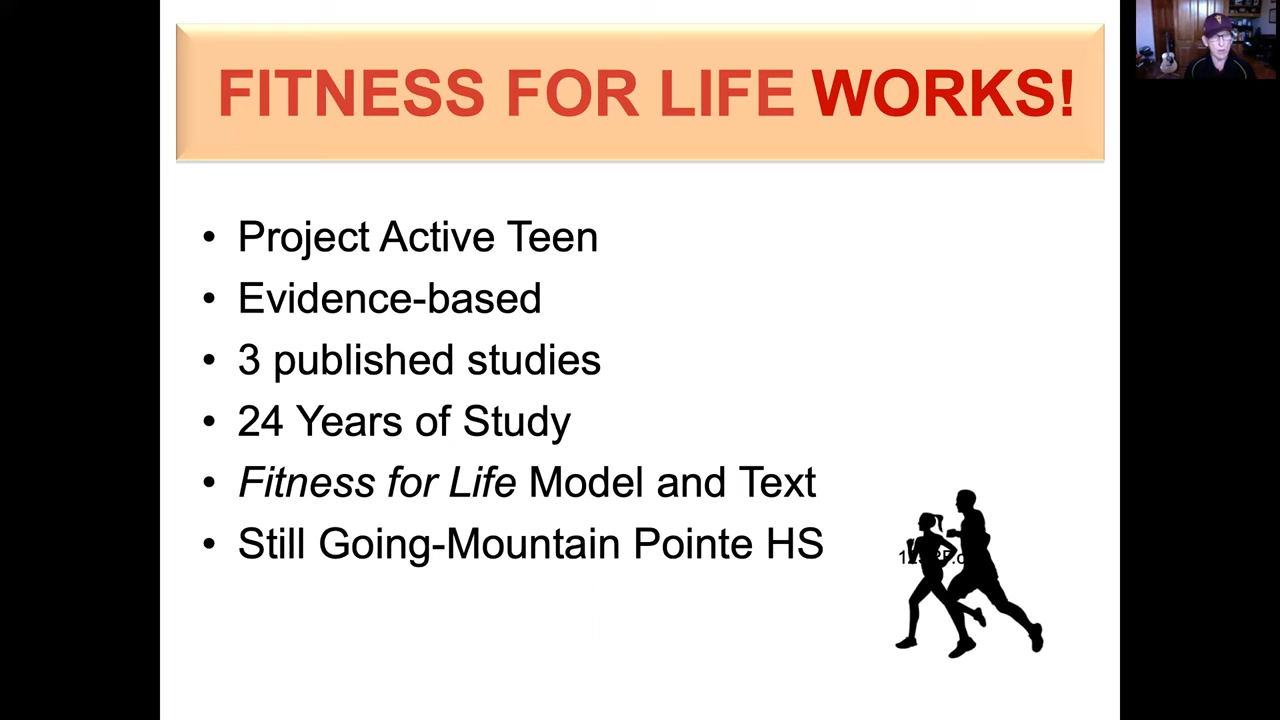 FITNESS FOR LIFE WORKS!
• Project Active Teen
• Evidence-based
• 3 published studies
• 24 Years of Study
• Fitness for Life Model and Text
• Still Going-Mountain Pointe HS